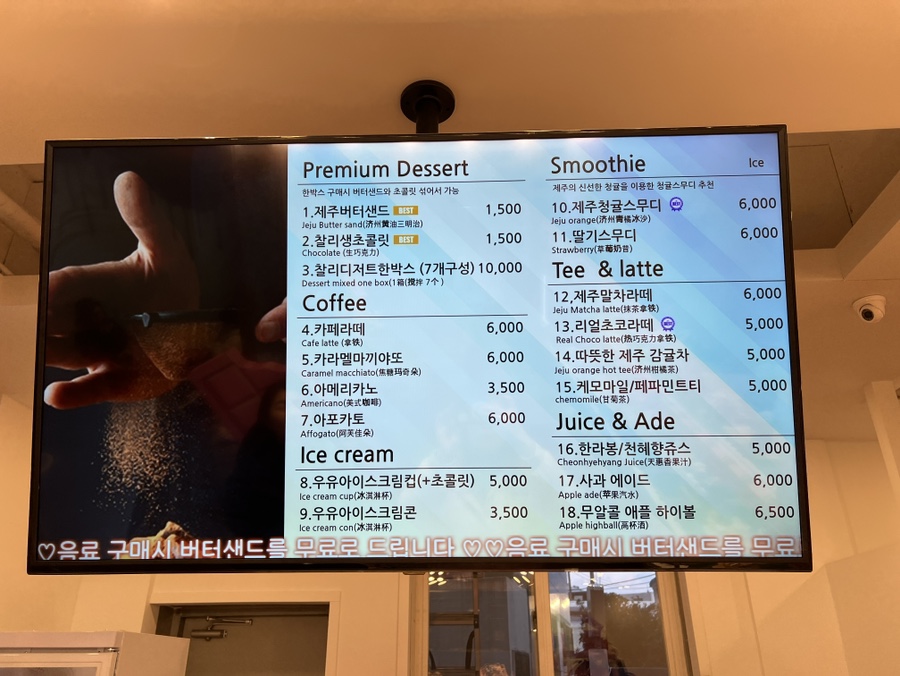 Premium Dessert
한박스 구매시 버터샌드와 초콜릿 섞어서 가능
1.제주버터샌드 BEST 1,500
Jeju Butter sand(济州黄油三明治)
2.찰리생초콜릿 BEST 1,500
Chocolate (生巧克力)
3.찰리디저트한박스 (7개구성) 10,000
Dessert mixed one box(1箱(搅拌 7个 )
Coffee
4.카페라떼 6,000
Cafe latte (拿铁)
5.카라멜마끼야또 6,000
Caramel macchiato(焦糖玛奇朵)
6.아메리카노 3,500
Americano(美式咖啡)
7.아포카토 6,000
Affogato(阿芙佳朵)
Ice cream
8.우유아이스크림컵(+초콜릿) 5,000
Ice cream cup(冰淇淋杯)
9.우유아이스크림콘 3,500
Ice cream con(冰淇淋杯)
Smoothie Ice
제주의 신선한 청귤을 이용한 청귤스무디 추천
10.제주청귤스무디 6,000
Jeju orange(济州青橘冰沙)
11.딸기스무디 6,000
Strawberry(草莓奶昔)
Tee & latte
12,제주말차라떼 6,000
Jeju Matcha latte(抹茶拿铁)
13.리얼초코라떼 5,000
Real Choco latte(热巧克力拿铁)
14.따뜻한 제주 감귤차 5,000
Jeju orange hot tee(济州柑橘茶)
15.케모마일/페파민트티 5,000
chemomile(甘菊茶)
Juice & Ade
16.한라봉/천혜향쥬스 5,000
Cheonhyehyang Juice(天惠香果汁)
17.사과 에이드 6,000
Apple ade(苹果汽水)
18.무알콜 애플 하이볼 6,500
Apple highball(高杯酒)
♡음료 구매시 버터샌드를 무료로 드립니다 ♡♡음료 구매시 버터샌드를 무료